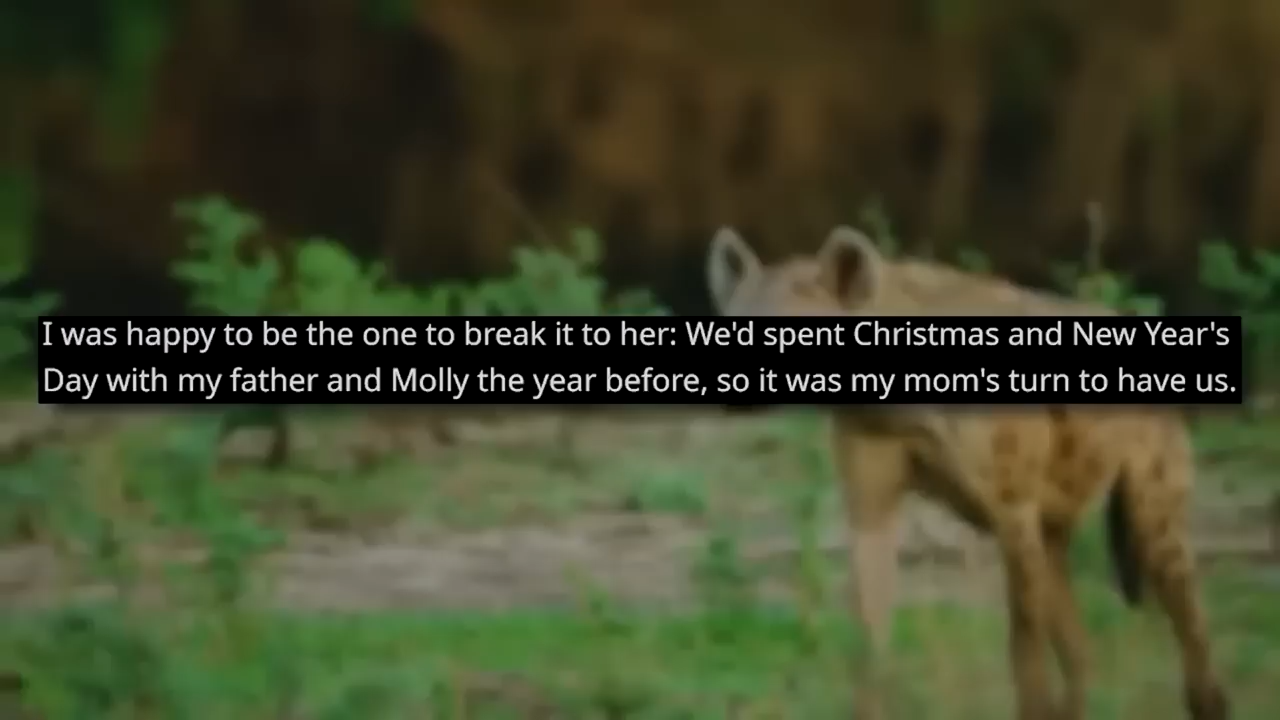 I was happy to be the one to break it to her: We'd spent Christmas and New Year's
Day with my father and Molly the year before, so it was my mom's turn to have us.